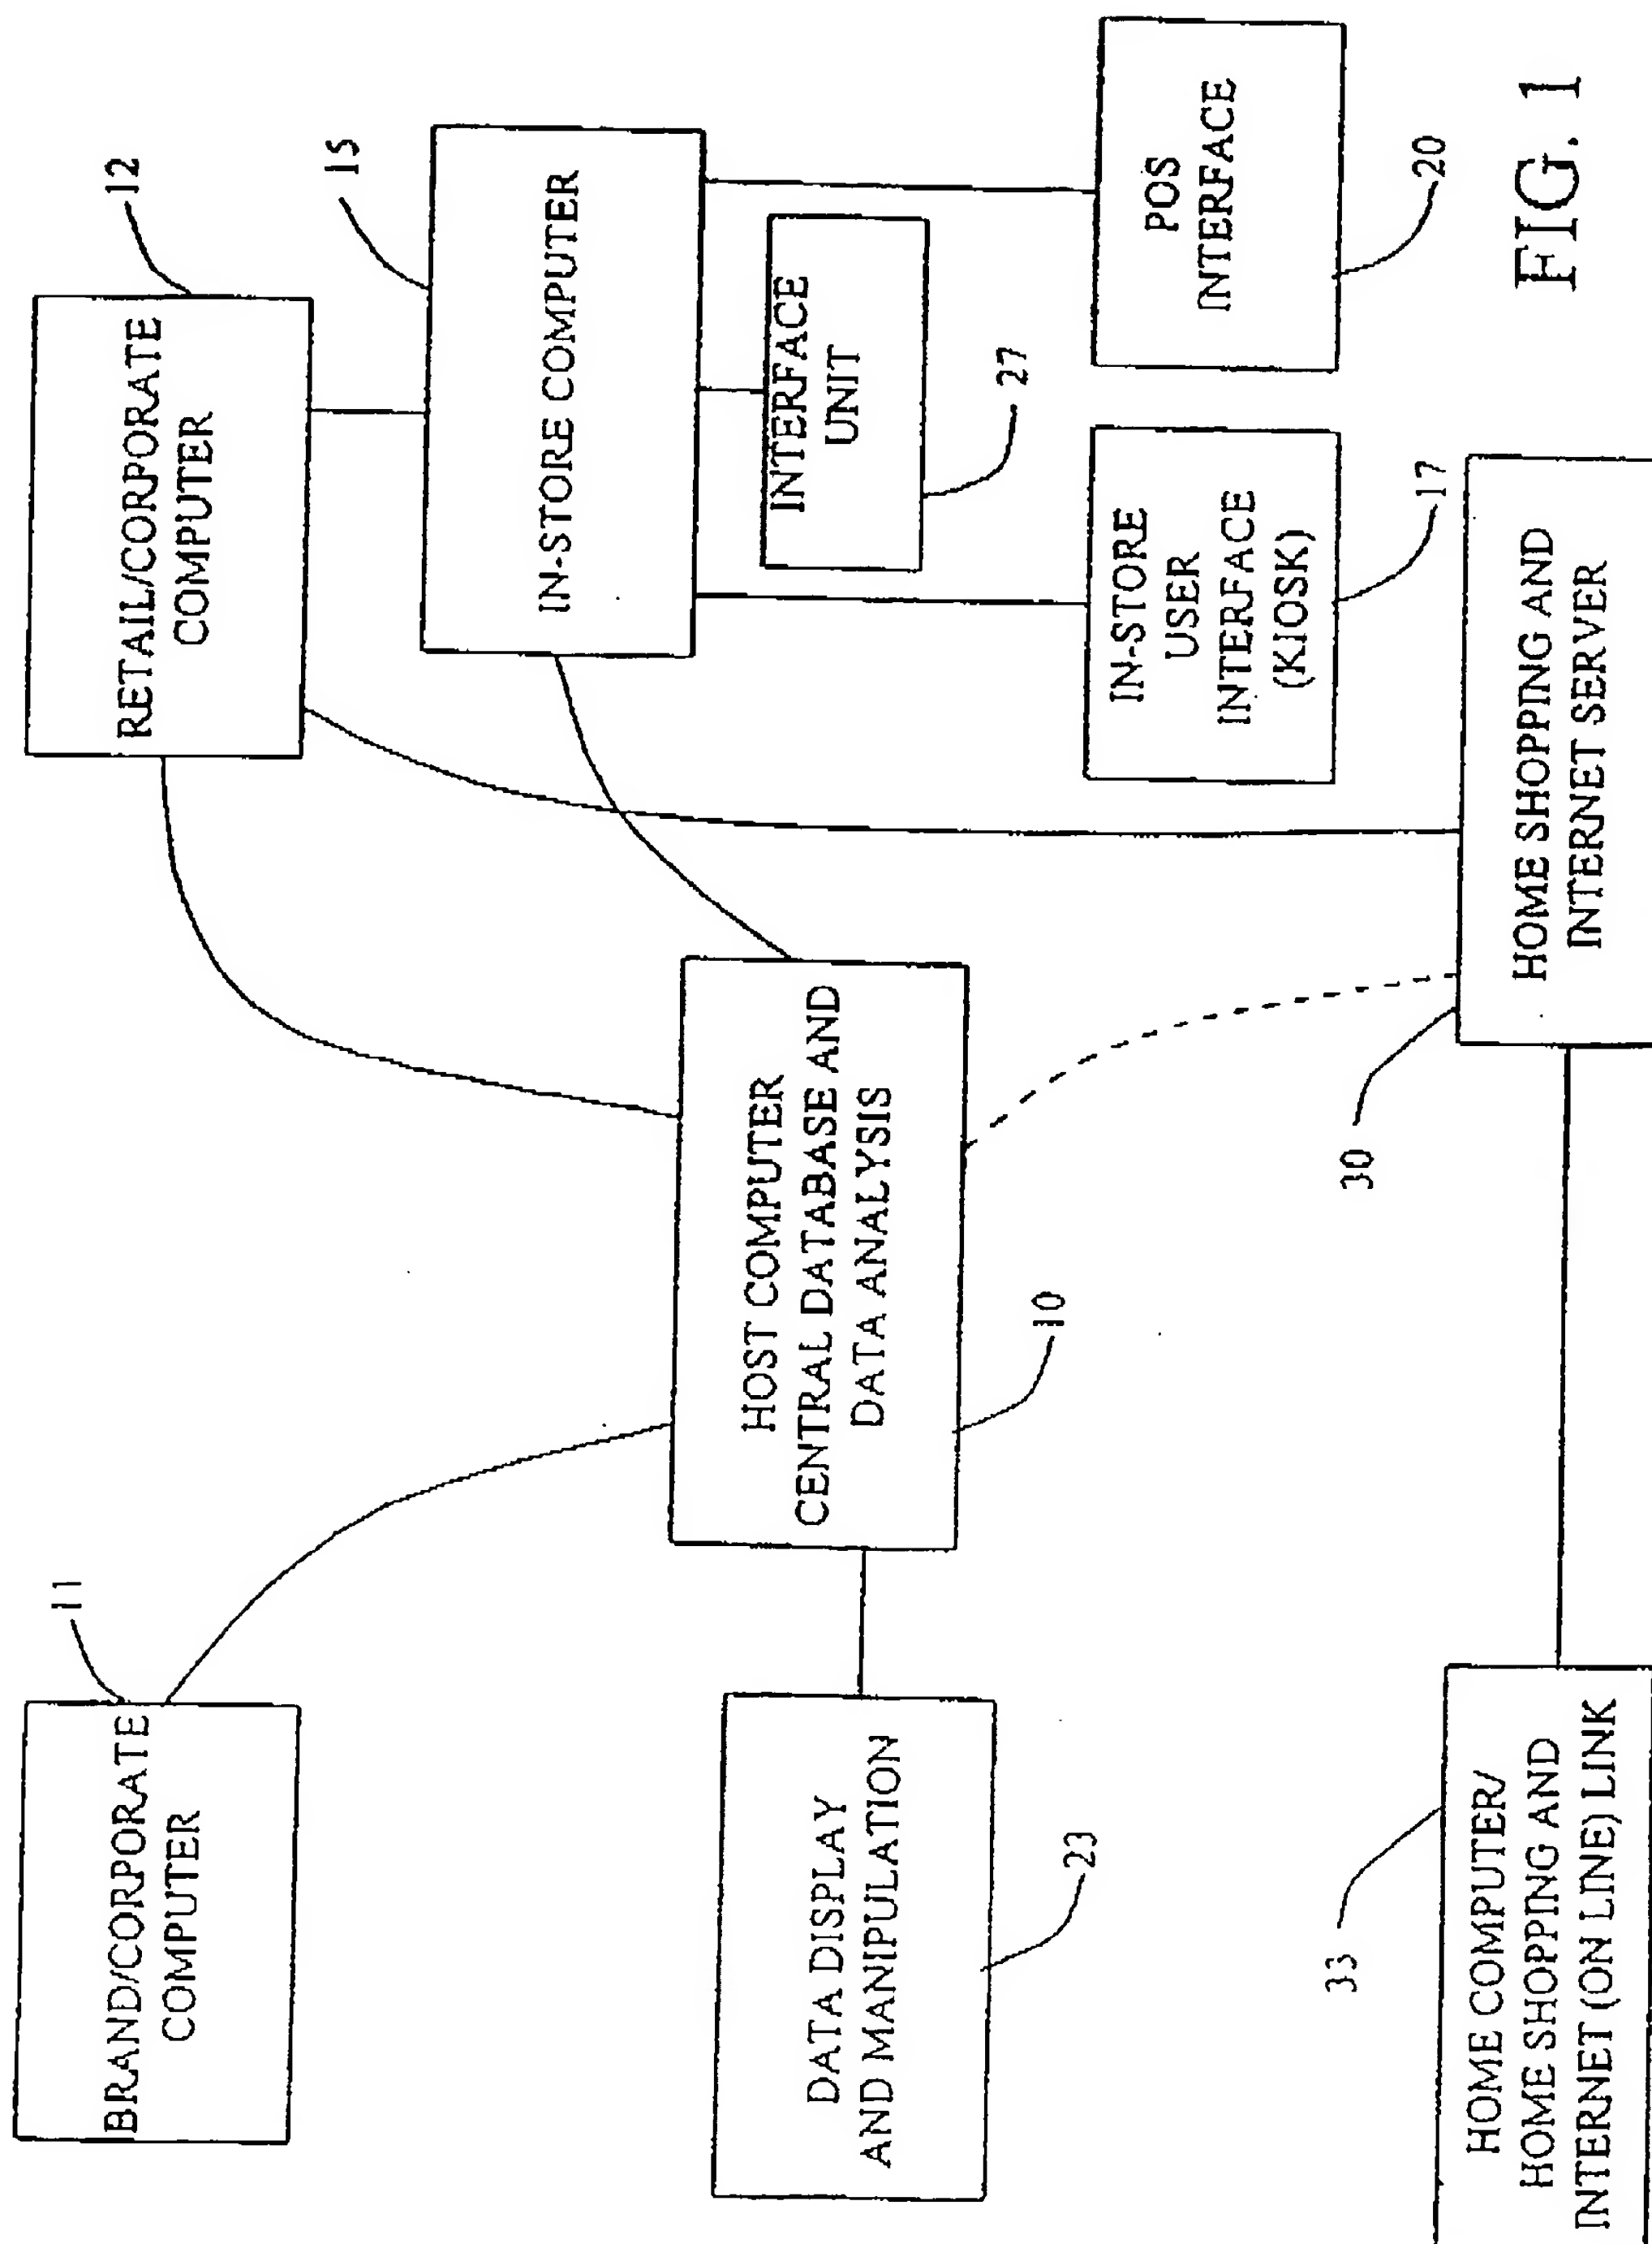 11
BRAND/CORPORATE
COMPUTER
12
RETAIL/CORPORATE
COMPUTER
15
IN-STORE COMPUTER
HOST COMPUTER
CENTRAL DATABASE AND
DATA ANALYSIS
10
DATA DISPLAY
AND MANIPULATION
23
INTERFACE
UNIT
27
IN-STORE
USER
INTERFACE
(KIOSK)
17
POS
INTERFACE
20
33
HOME COMPUTER/
HOME SHOPPING AND
INTERNET (ON LINE) LINK
30
HOME SHOPPING AND
INTERNET SERVER
FIG. 1